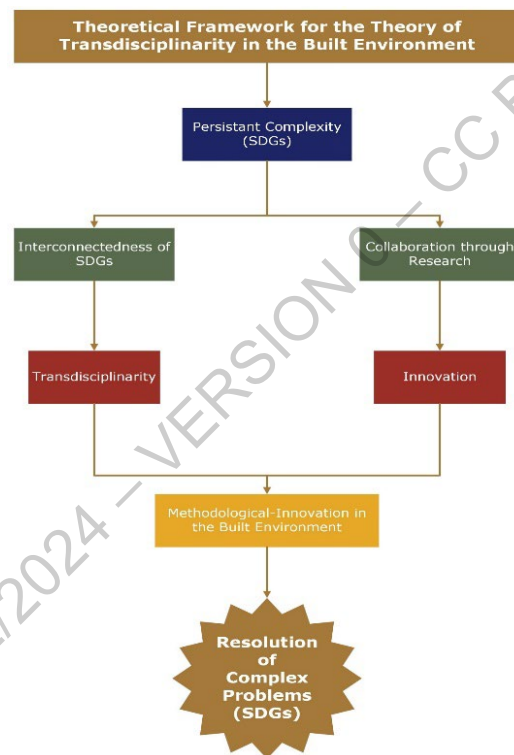 Theoretical Framework for the Theory of
Transdisciplinarity in the Built Environment
Persistant Complexity
(SDGs)
Interconnectedness of
SDGs
Collaboration through
Research
Transdisciplinarity
Innovation
Methodological-Innovation in
the Built Environment
Resolution
of
Complex
Problems
(SDGs)
2024 – VERSION 0 – CC